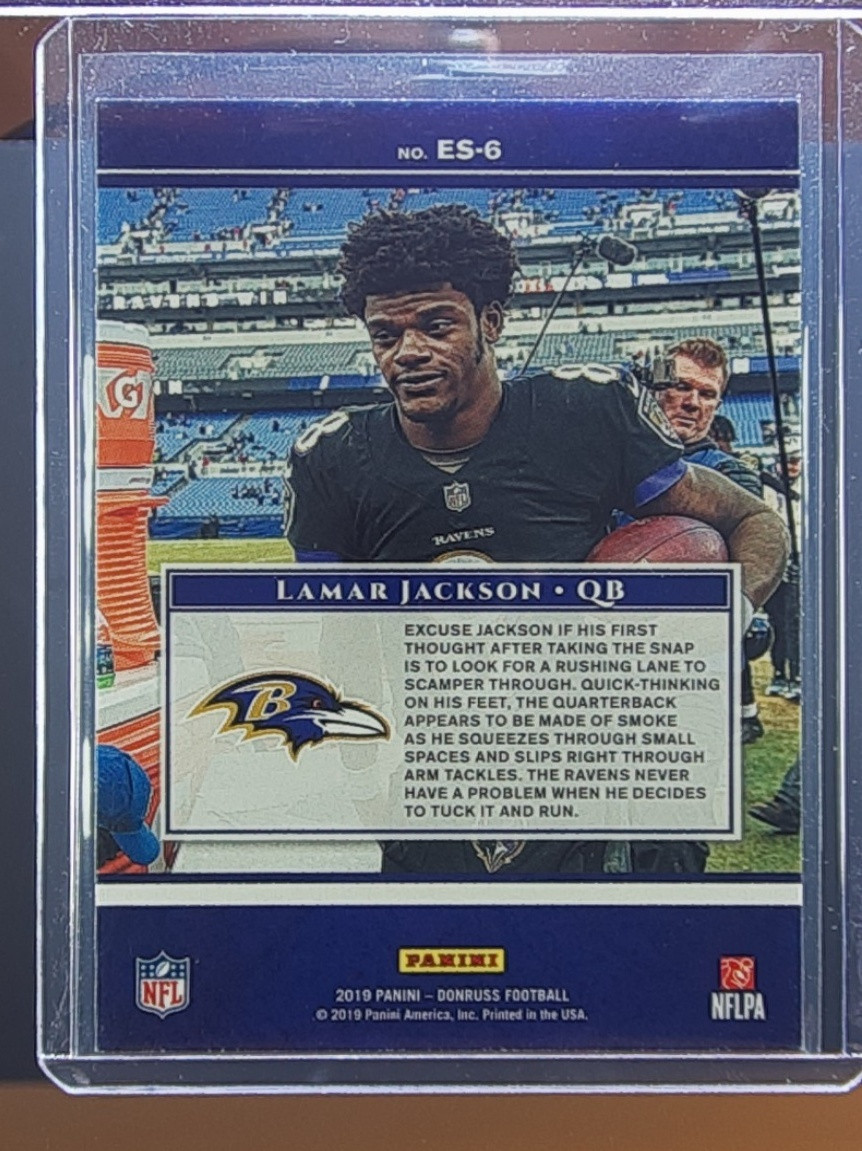 NO. ES-6
RAVENS WIN
G
8
8
NFL
RAVENS
LAMAR JACKSON • QB
B
EXCUSE JACKSON IF HIS FIRST
THOUGHT AFTER TAKING THE SNAP
IS TO LOOK FOR A RUSHING LANE TO
SCAMPER THROUGH. QUICK-THINKING
ON HIS FEET, THE QUARTERBACK
APPEARS TO BE MADE OF SMOKE
AS HE SQUEEZES THROUGH SMALL
SPACES AND SLIPS RIGHT THROUGH
ARM TACKLES. THE RAVENS NEVER
HAVE A PROBLEM WHEN HE DECIDES
TO TUCK IT AND RUN.
PANINI
NFL
2019 PANINI – DONRUSS FOOTBALL
© 2019 Panini America, Inc. Printed in the USA.
NFLPA